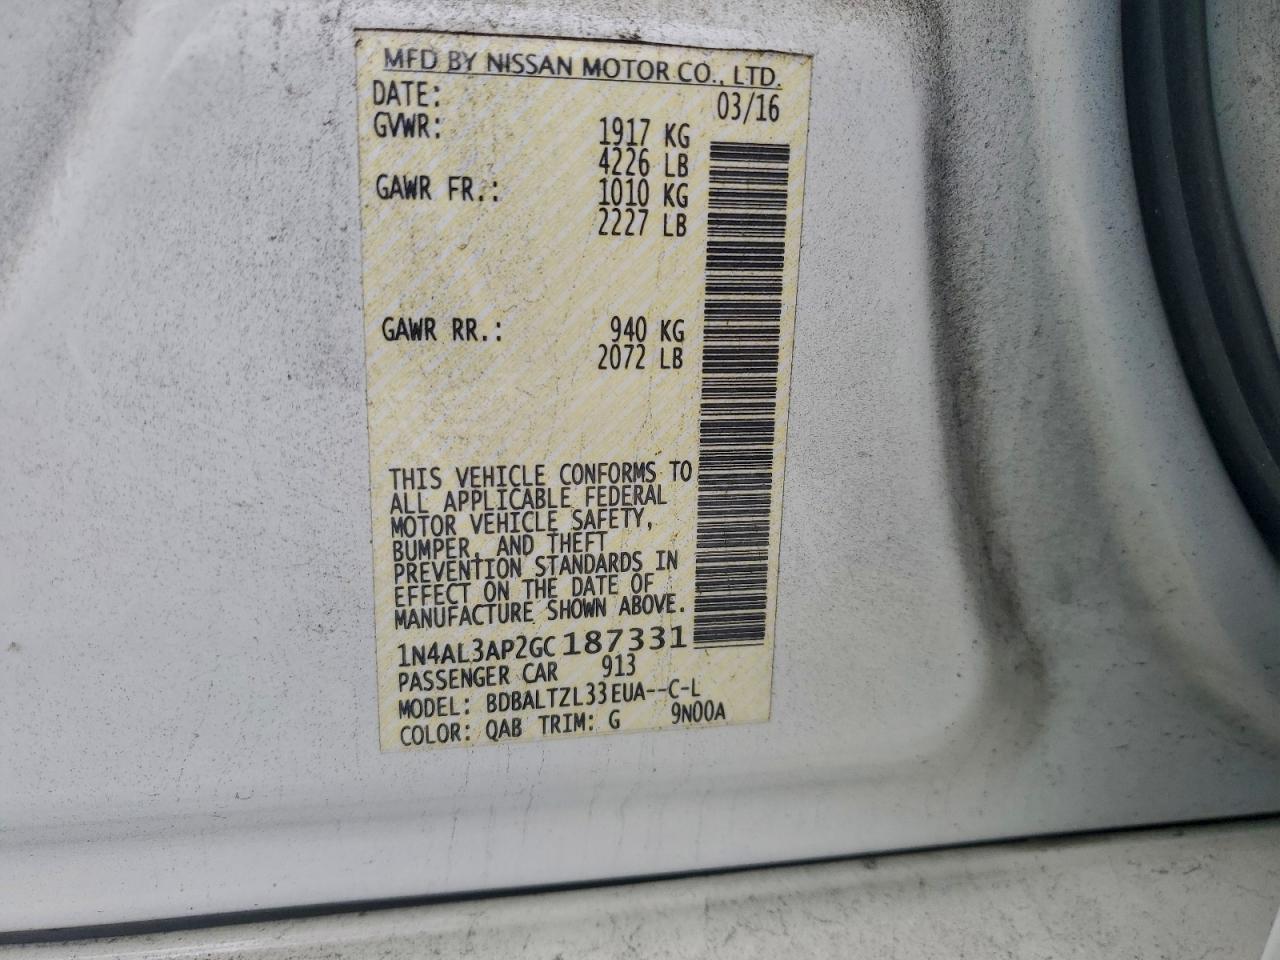 MFD BY NISSAN MOTOR CO., LTD.
DATE: 03/16
GVWR: 1917 KG
4226 LB
GAWR FR.: 1010 KG
2227 LB
GAWR RR.: 940 KG
2072 LB
THIS VEHICLE CONFORMS TO
ALL APPLICABLE FEDERAL
MOTOR VEHICLE SAFETY,
BUMPER, AND THEFT
PREVENTION STANDARDS IN
EFFECT ON THE DATE OF
MANUFACTURE SHOWN ABOVE.
1N4AL3AP2GC187331
PASSENGER CAR 913
MODEL: BDBALTZL33EUA--C-L
COLOR: QAB TRIM: G 9N00A